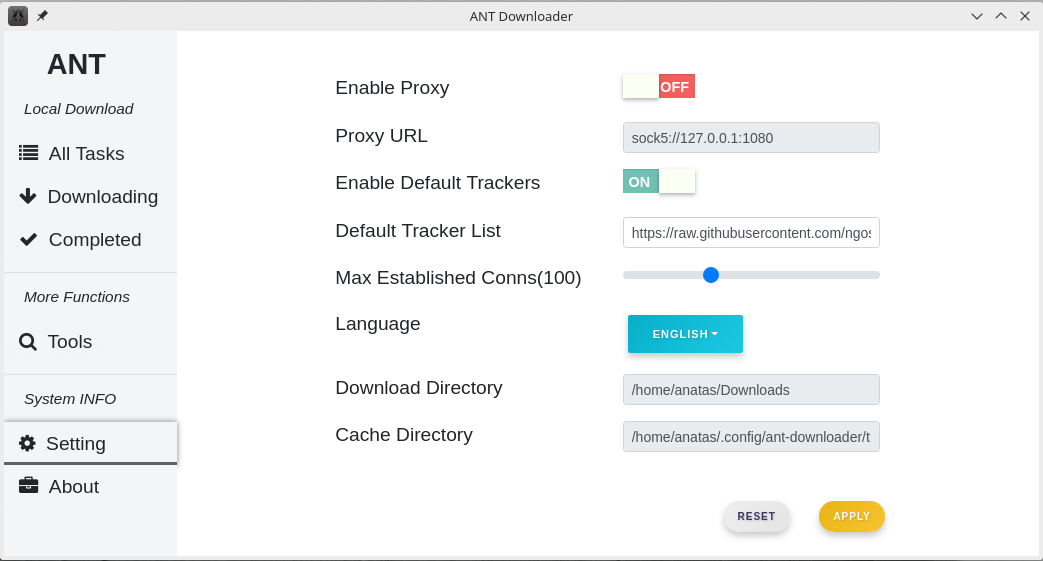 ANT Downloader
ANT
Local Download
All Tasks
Downloading
Completed
More Functions
Tools
System INFO
Setting
About
Enable Proxy
OFF
Proxy URL
sock5://127.0.0.1:1080
Enable Default Trackers
ON
Default Tracker List
https://raw.githubusercontent.com/ngos
Max Established Conns(100)
Language
ENGLISH
Download Directory
/home/anatas/Downloads
Cache Directory
/home/anatas/.config/ant-downloader/t
RESET
APPLY